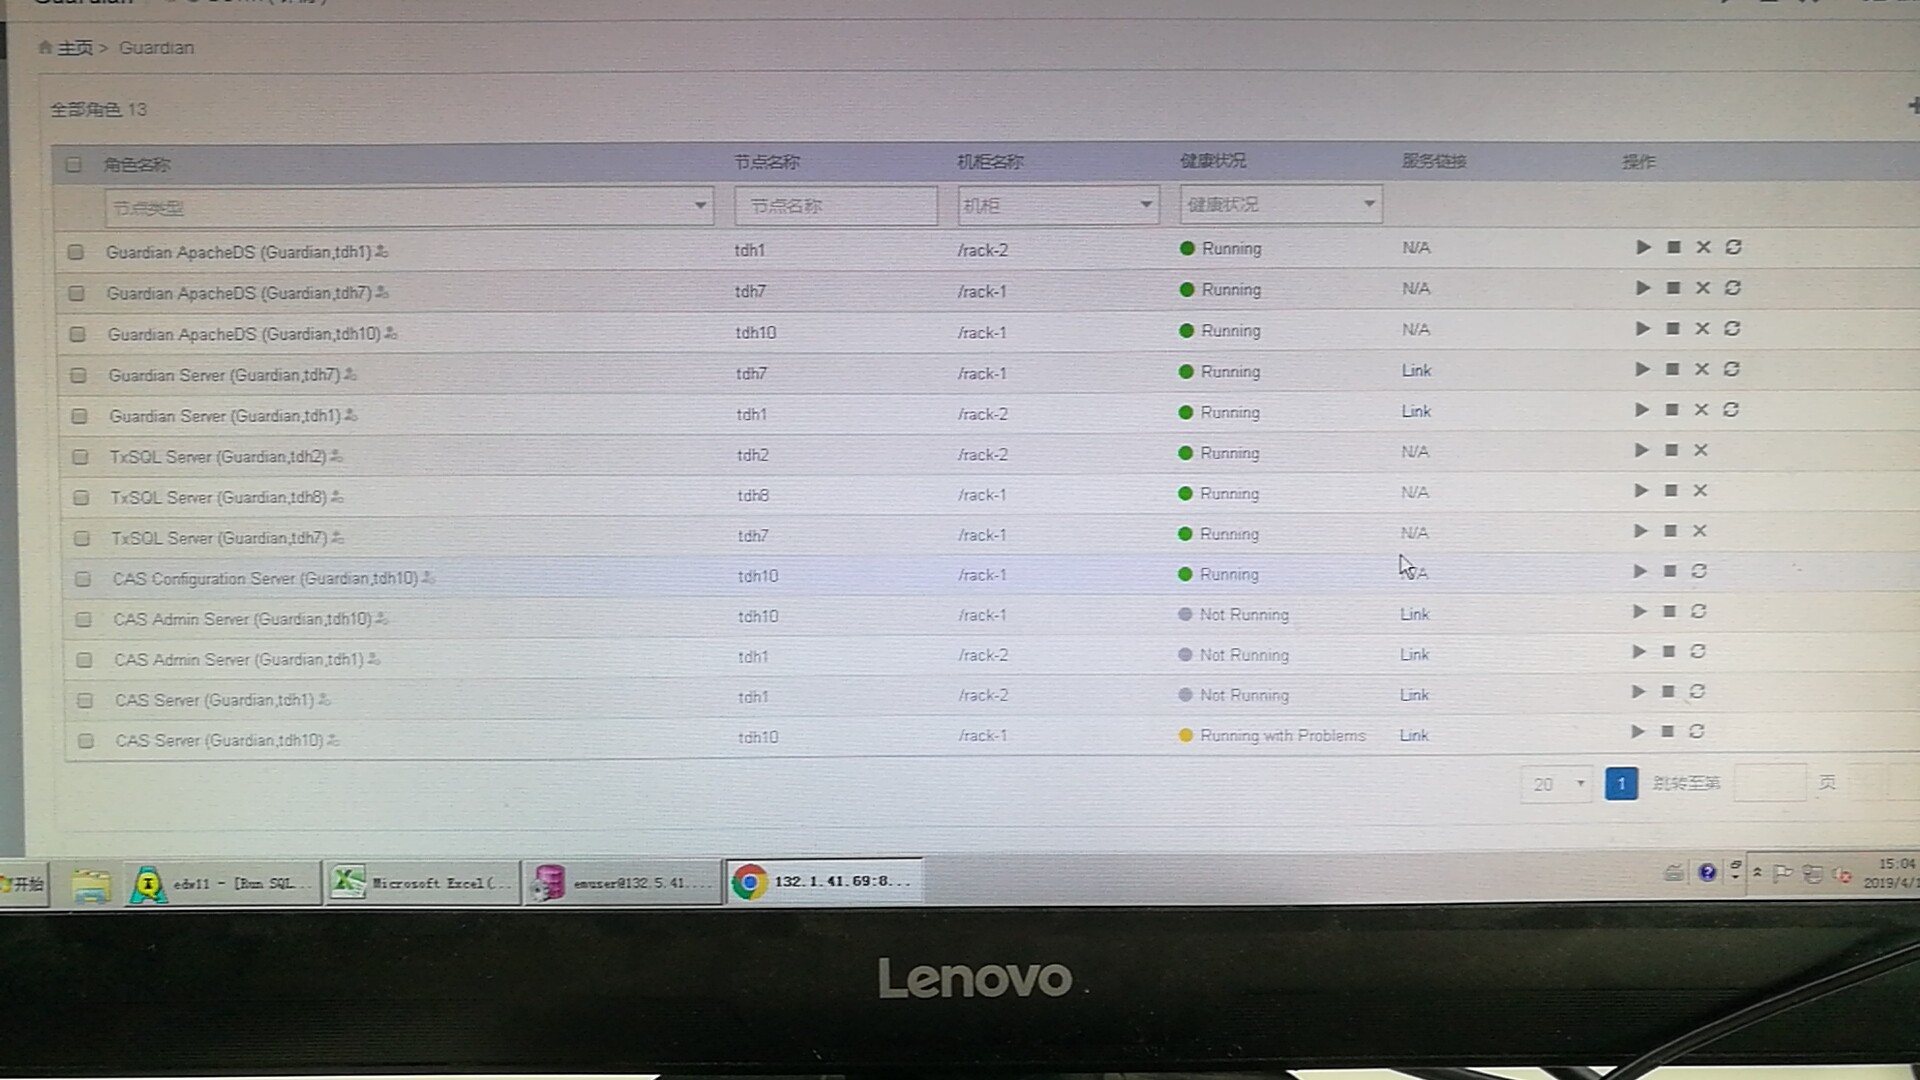 主页 > Guardian
全部角色 13
角色名称 节点名称 机柜名称 健康状况 服务链接 操作
节点类型 节点名称 机柜 健康状况
Guardian ApacheDS (Guardian,tdh1) tdh1 /rack-2 Running N/A
Guardian ApacheDS (Guardian,tdh7) tdh7 /rack-1 Running N/A
Guardian ApacheDS (Guardian,tdh10) tdh10 /rack-1 Running N/A
Guardian Server (Guardian,tdh7) tdh7 /rack-1 Running Link
Guardian Server (Guardian,tdh1) tdh1 /rack-2 Running Link
TxSQL Server (Guardian,tdh2) tdh2 /rack-2 Running N/A
TxSQL Server (Guardian,tdh8) tdh8 /rack-1 Running N/A
TxSQL Server (Guardian,tdh7) tdh7 /rack-1 Running N/A
CAS Configuration Server (Guardian,tdh10) tdh10 /rack-1 Running N/A
CAS Admin Server (Guardian,tdh10) tdh10 /rack-1 Not Running Link
CAS Admin Server (Guardian,tdh1) tdh1 /rack-2 Not Running Link
CAS Server (Guardian,tdh1) tdh1 /rack-2 Not Running Link
CAS Server (Guardian,tdh10) tdh10 /rack-1 Running with Problems Link
20 1 跳转至第 页
开始 edw11 - [Run SQL... Microsoft Excel(... emuser@132.5.41.... 132.1.41.69:8... 15:04
2019/4/1
Lenovo